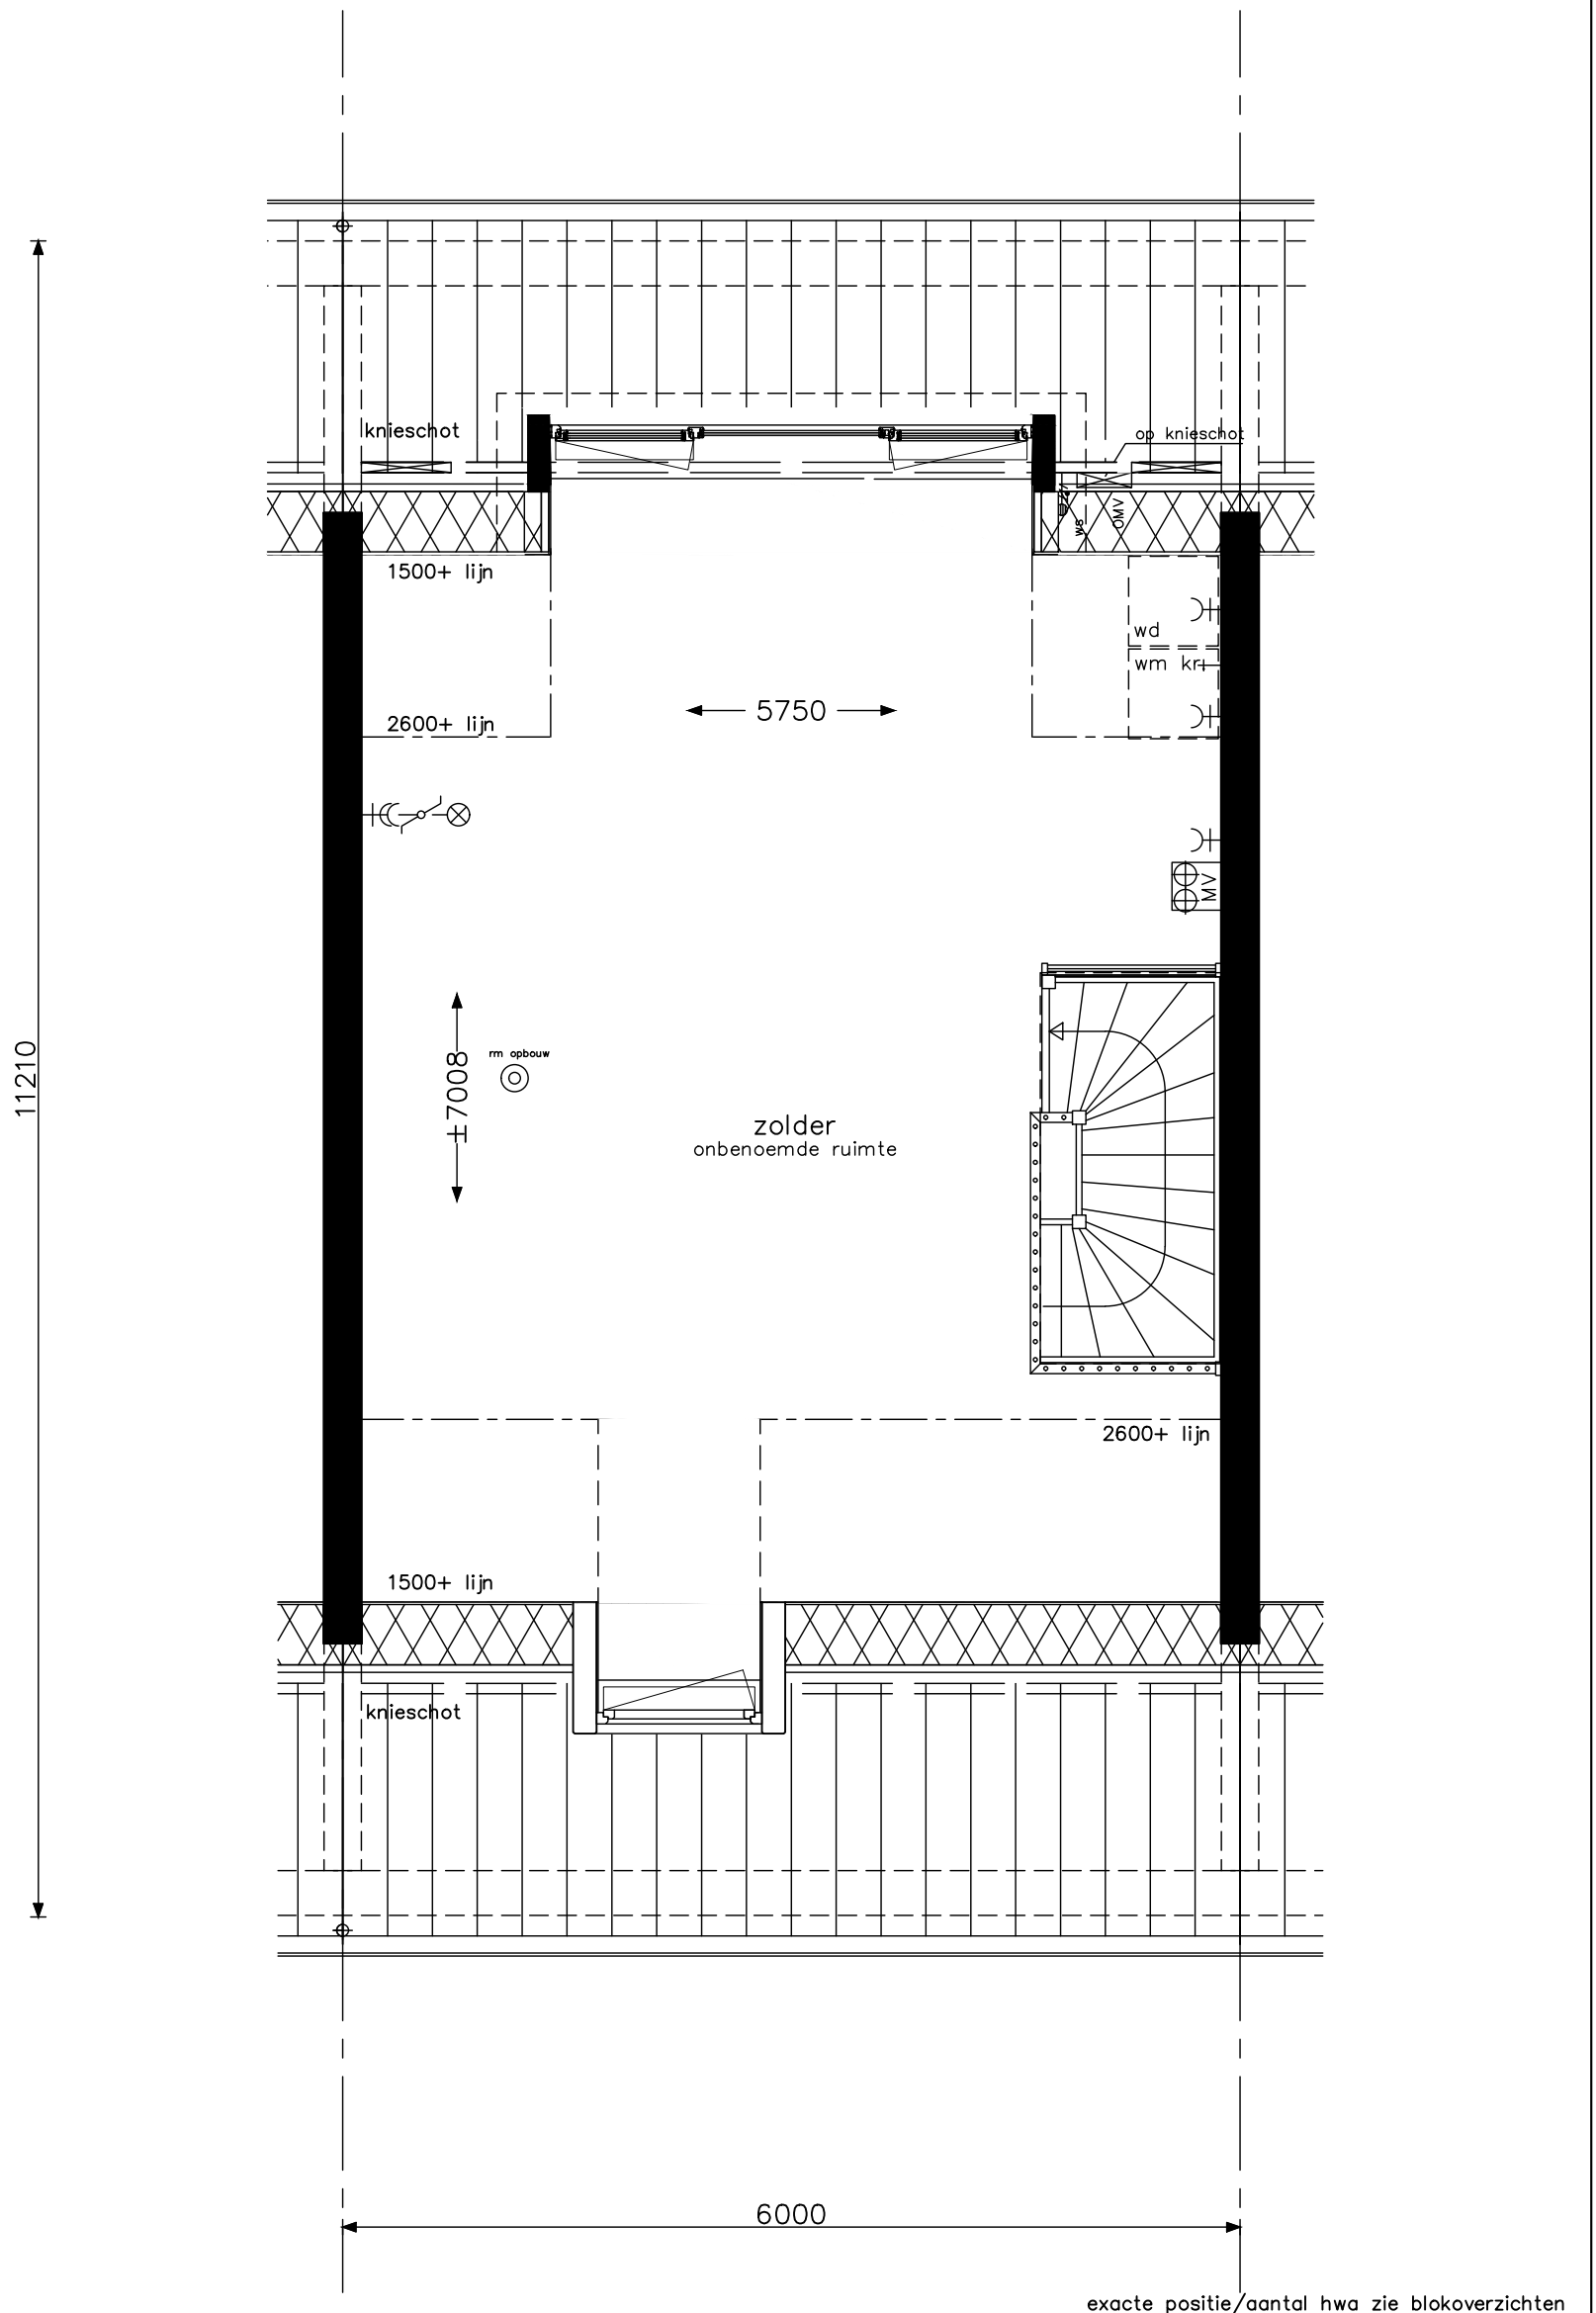 knieschot
op knieschot
ws
OMV
1500+ lijn
wd
wm kr
5750
2600+ lijn
MV
11210
±7008
rm opbouw
zolder
onbenoemde ruimte
2600+ lijn
1500+ lijn
knieschot
6000
exacte positie/aantal hwa zie blokoverzichten